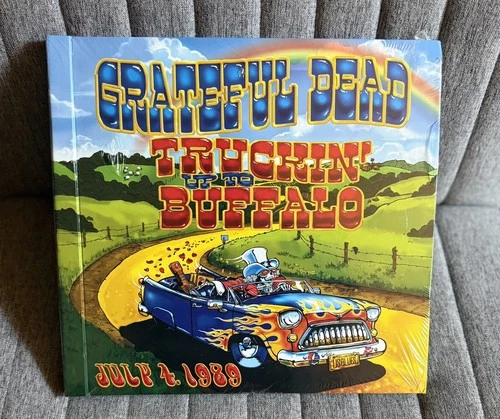 GRATEFUL DEAD
TRUCKIN'
UP TO
BUFFALO
JULY 4, 1989